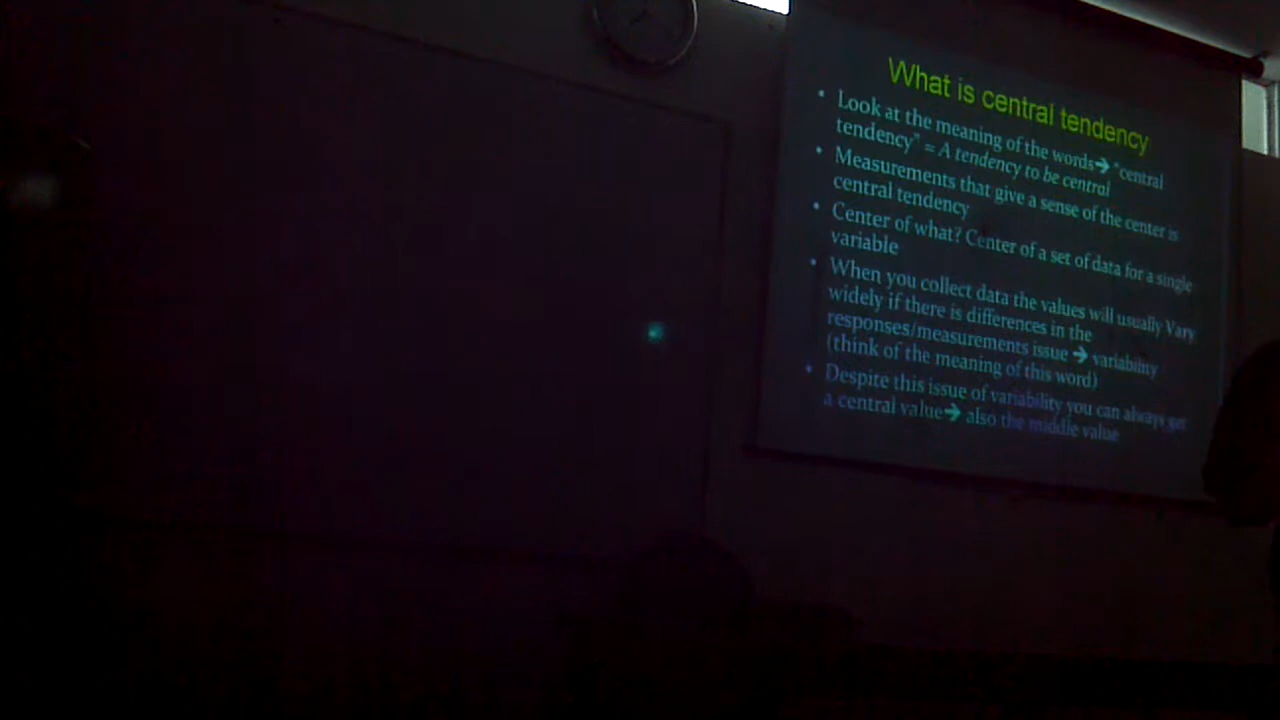 What is central tendency
• Look at the meaning of the words➔ "central
tendency" = A tendency to be central
• Measurements that give a sense of the center is
central tendency
• Center of what? Center of a set of data for a single
variable
• When you collect data the values will usually Vary
widely if there is differences in the
responses/measurements issue ➔ variability
(think of the meaning of this word)
• Despite this issue of variability you can always get
a central value➔ also the middle value